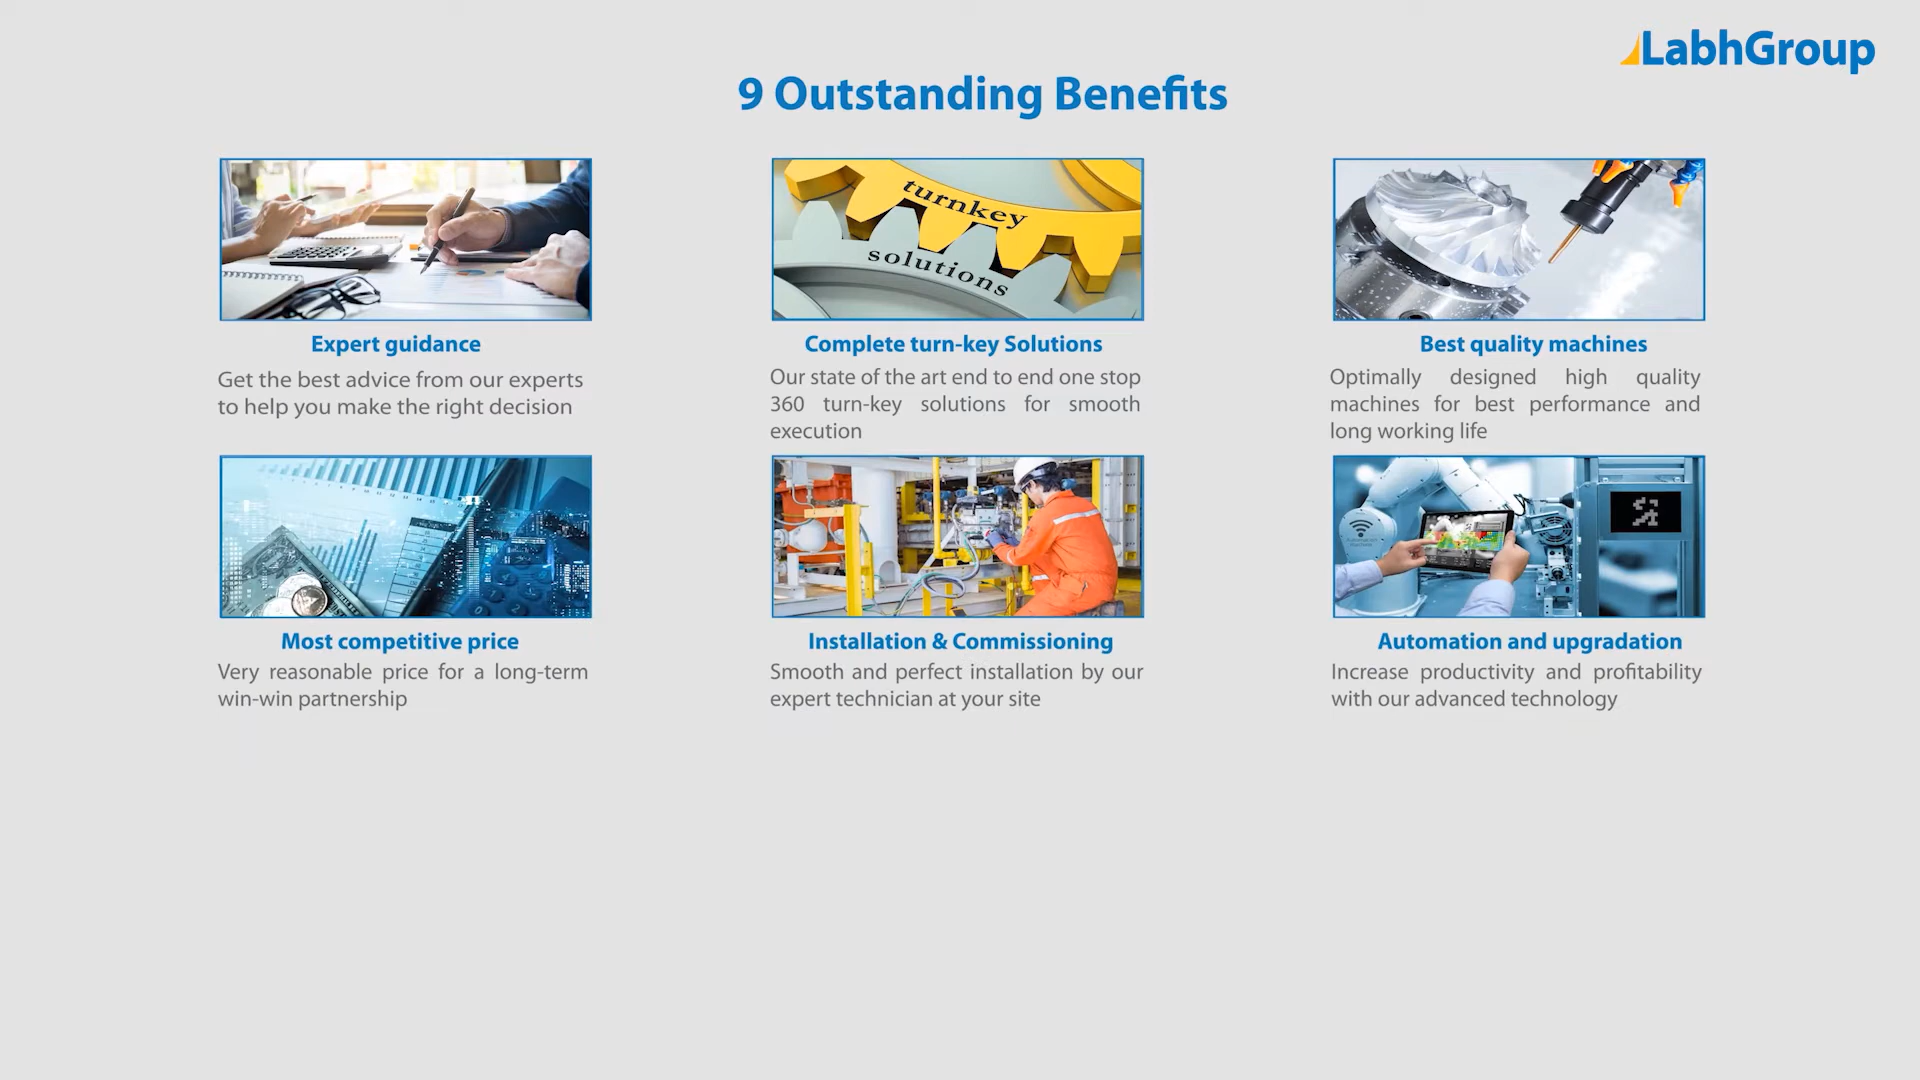 LabhGroup
9 Outstanding Benefits
turnkey
solutions
Expert guidance
Get the best advice from our experts
to help you make the right decision
Complete turn-key Solutions
Our state of the art end to end one stop
360 turn-key solutions for smooth
execution
Best quality machines
Optimally designed high quality
machines for best performance and
long working life
Most competitive price
Very reasonable price for a long-term
win-win partnership
Installation & Commissioning
Smooth and perfect installation by our
expert technician at your site
Automation and upgradation
Increase productivity and profitability
with our advanced technology